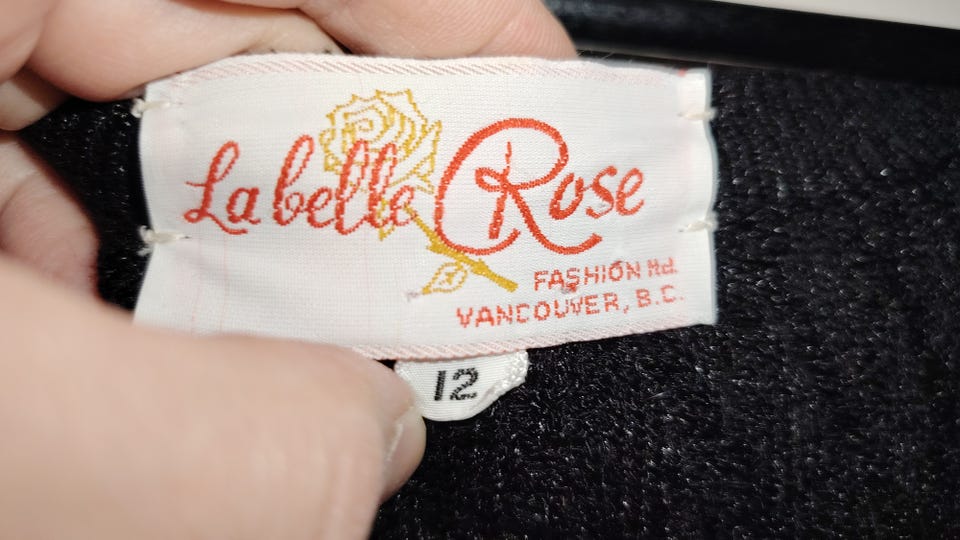 La belle Rose
FASHION Ltd.
VANCOUVER, B.C.
12